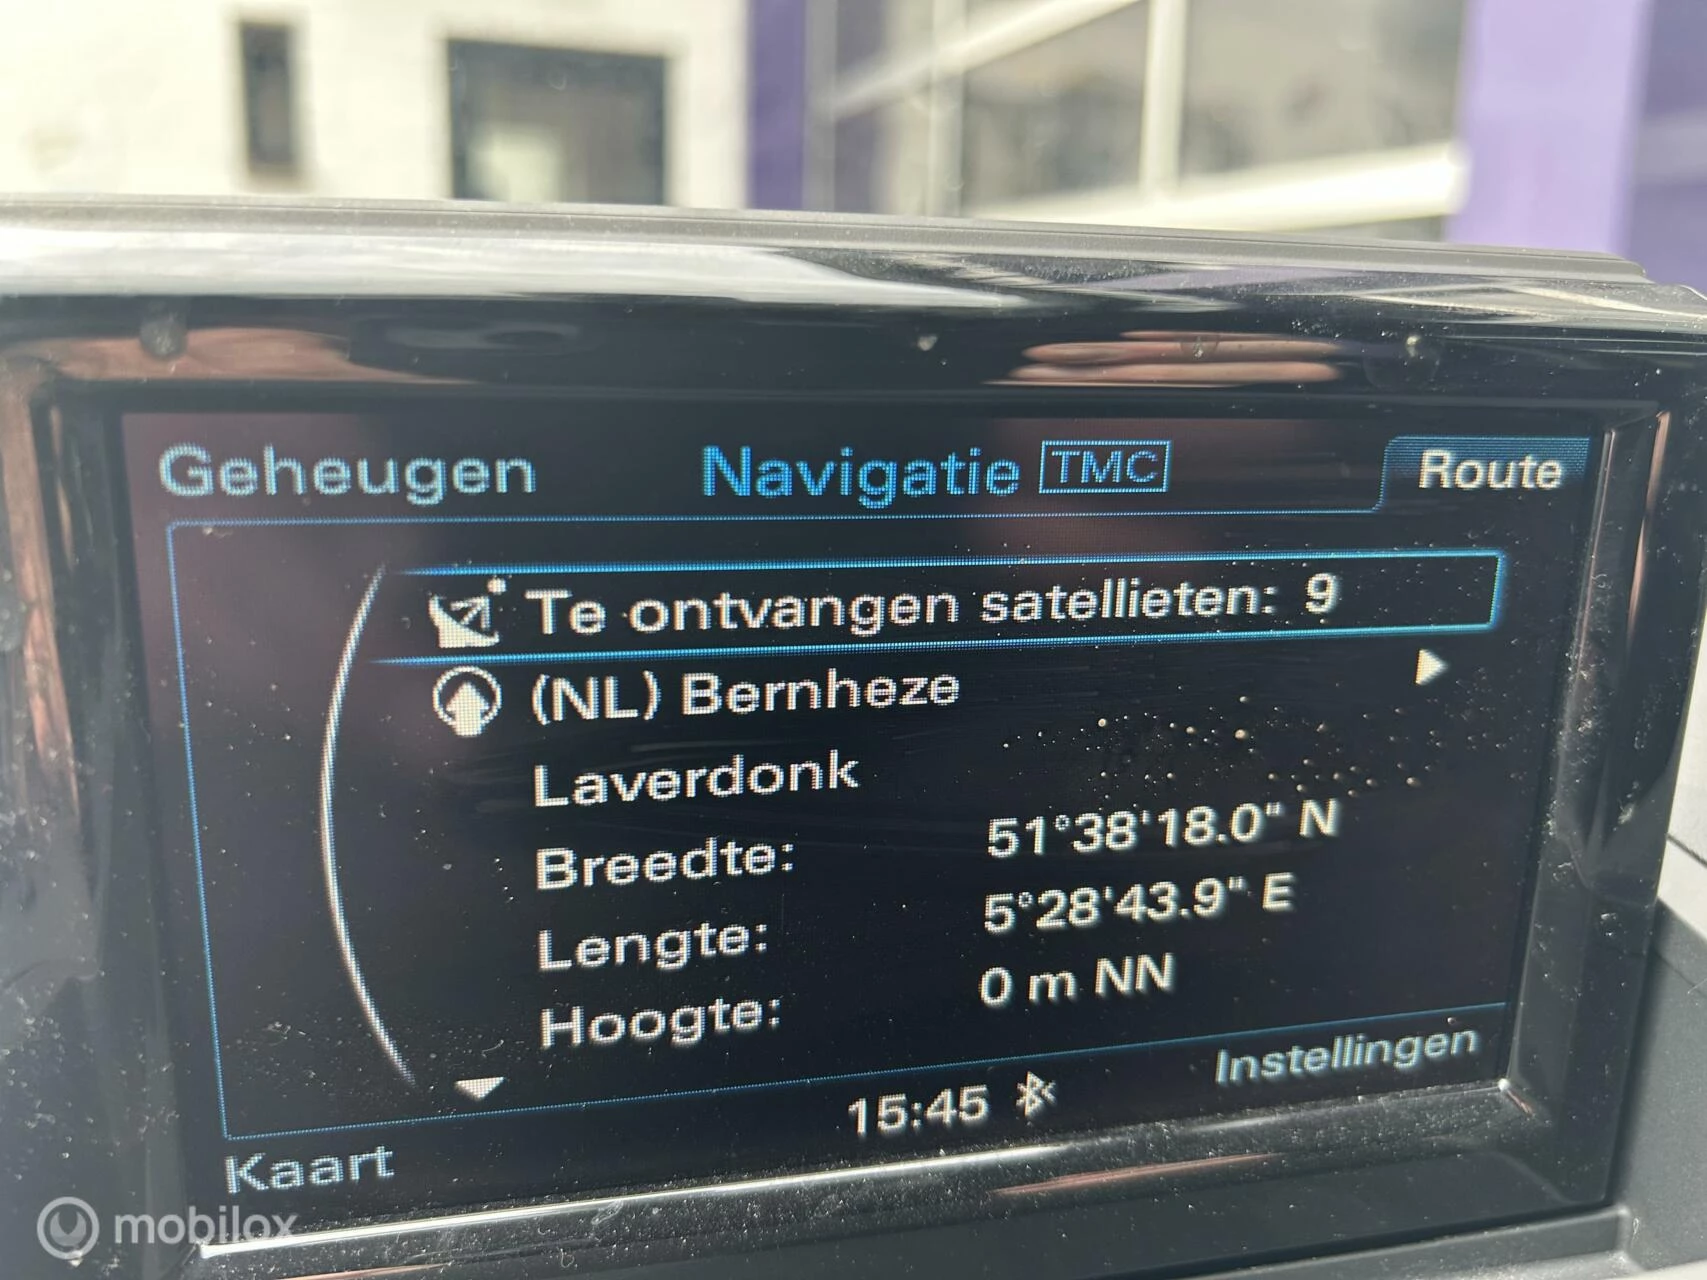 Geheugen Navigatie TMC Route
Te ontvangen satellieten: 9
(NL) Bernheze
Laverdonk
Breedte: 51°38'18.0" N
Lengte: 5°28'43.9" E
Hoogte: 0 m NN
Instellingen
15:45
Kaart
mobilox